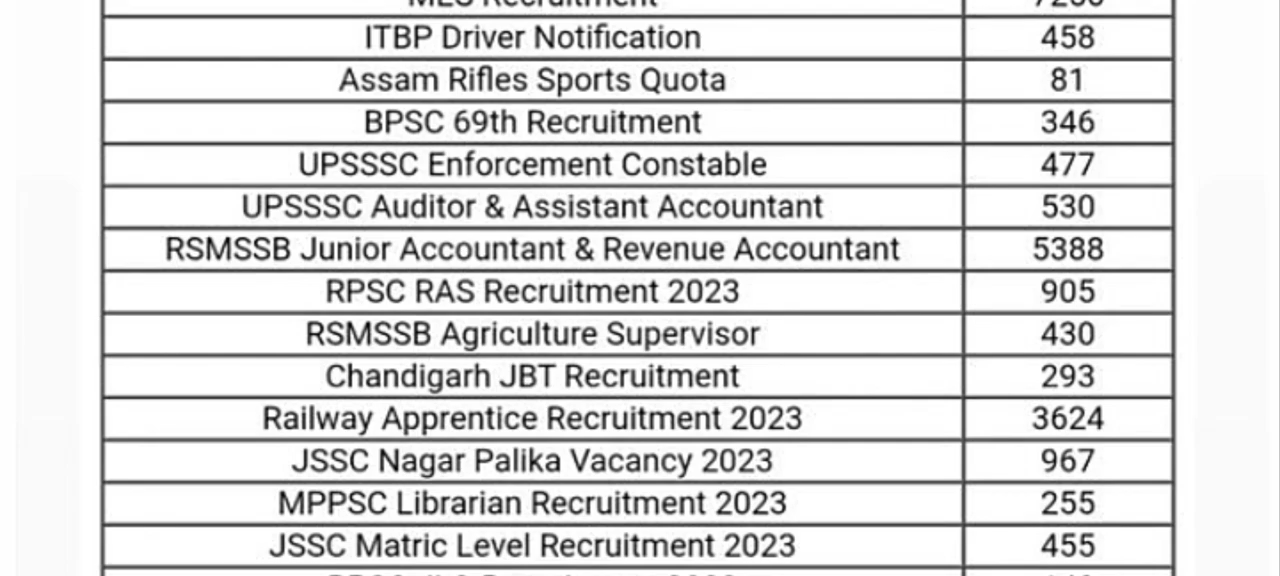 MES Recruitment
ITBP Driver Notification 458
Assam Rifles Sports Quota 81
BPSC 69th Recruitment 346
UPSSSC Enforcement Constable 477
UPSSSC Auditor & Assistant Accountant 530
RSMSSB Junior Accountant & Revenue Accountant 5388
RPSC RAS Recruitment 2023 905
RSMSSB Agriculture Supervisor 430
Chandigarh JBT Recruitment 293
Railway Apprentice Recruitment 2023 3624
JSSC Nagar Palika Vacancy 2023 967
MPPSC Librarian Recruitment 2023 255
JSSC Matric Level Recruitment 2023 455